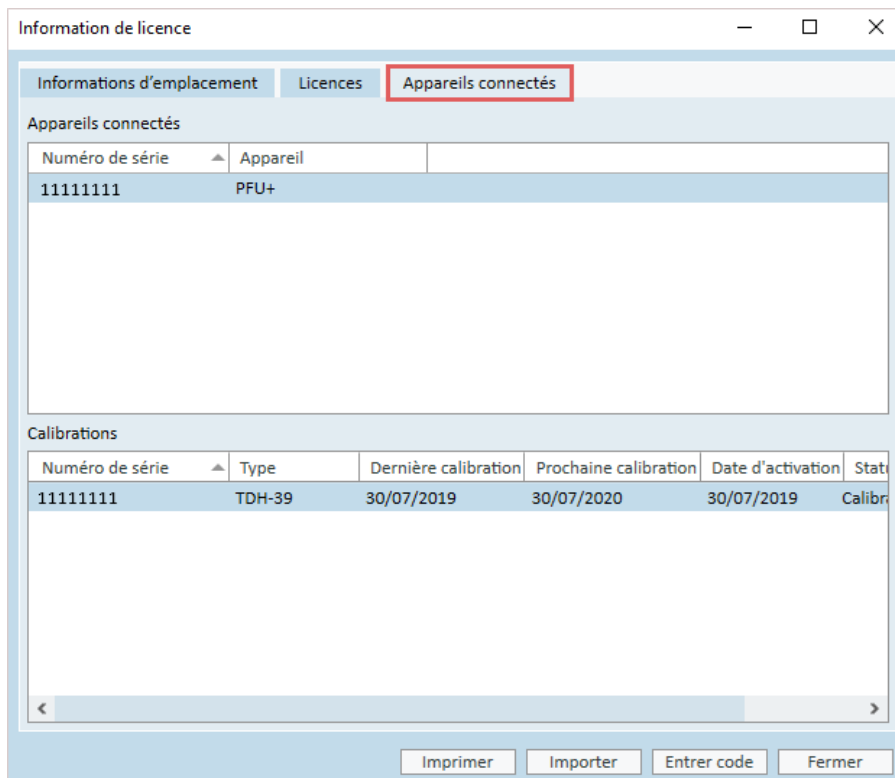 Information de licence
Informations d’emplacement Licences Appareils connectés
Appareils connectés
Numéro de série Appareil
11111111 PFU+
Calibrations
Numéro de série Type Dernière calibration Prochaine calibration Date d'activation Statu
11111111 TDH-39 30/07/2019 30/07/2020 30/07/2019 Calibra
Imprimer Importer Entrer code Fermer